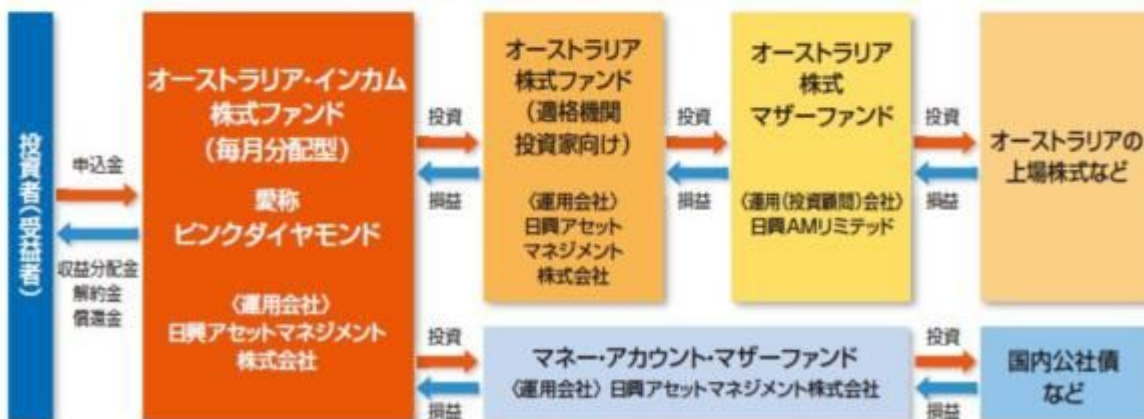 投資者(受益者)
申込金
収益分配金
解約金
償還金
オーストラリア・インカム
株式ファンド
(毎月分配型)
愛称
ピンクダイヤモンド
〈運用会社〉
日興アセットマネジメント
株式会社
投資
損益
オーストラリア
株式ファンド
(適格機関
投資家向け)
〈運用会社〉
日興アセット
マネジメント
株式会社
投資
損益
オーストラリア
株式
マザーファンド
〈運用(投資顧問)会社〉
日興AMリミテッド
投資
損益
オーストラリアの
上場株式など
投資
損益
マネー・アカウント・マザーファンド
〈運用会社〉日興アセットマネジメント株式会社
投資
損益
国内公社債
など